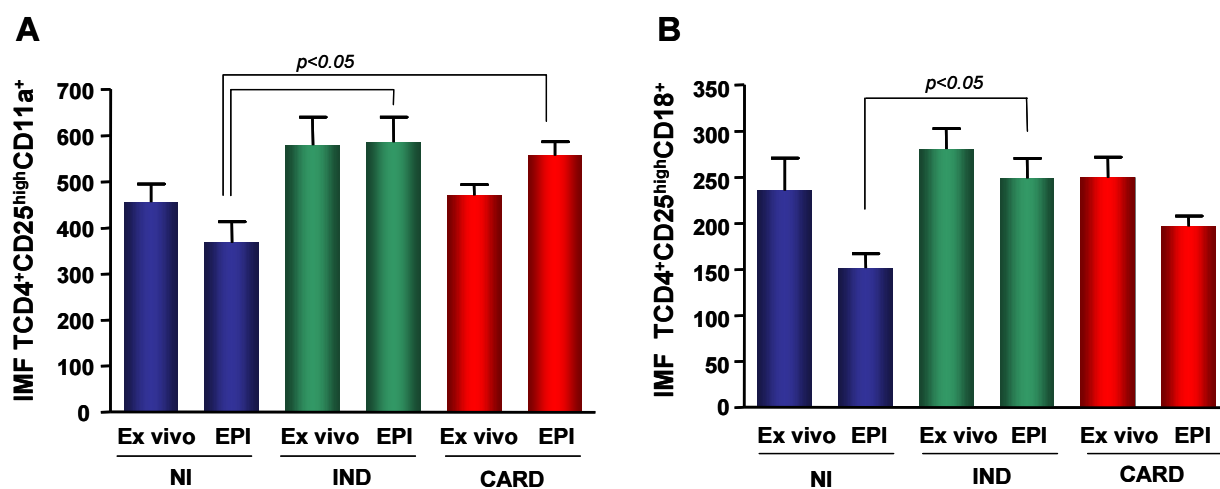 A
IMF TCD4⁺CD25ʰⁱᵍʰCD11a⁺
p<0.05
700
600
500
400
300
200
100
0
Ex vivo EPI Ex vivo EPI Ex vivo EPI
NI IND CARD
B
IMF TCD4⁺CD25ʰⁱᵍʰCD18⁺
p<0.05
350
300
250
200
150
100
50
0
Ex vivo EPI Ex vivo EPI Ex vivo EPI
NI IND CARD